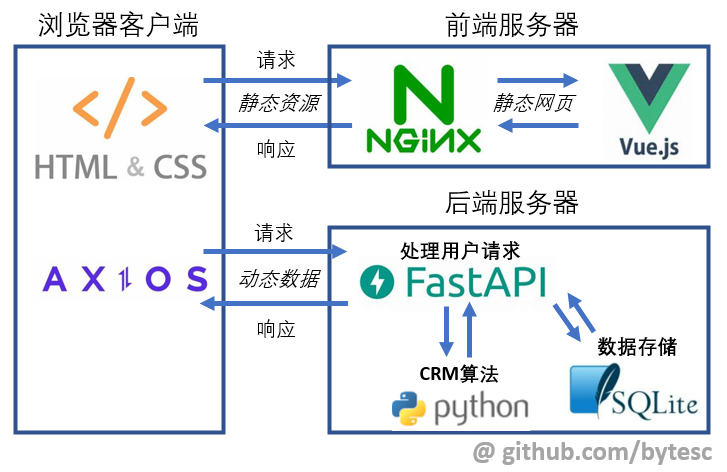 浏览器客户端
前端服务器
请求
静态资源
响应
</>
HTML & CSS
NGiNX
静态网页
Vue.js
后端服务器
请求
动态数据
响应
AXIOS
处理用户请求
FastAPI
CRM算法
python
数据存储
SQLite
@ github.com/bytesc